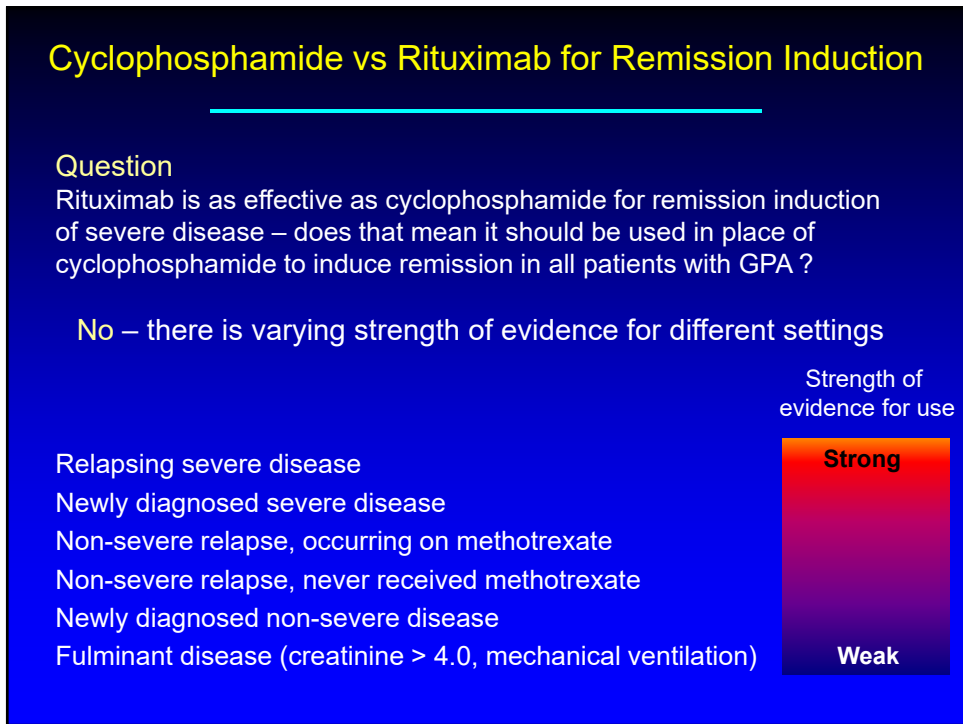 Cyclophosphamide vs Rituximab for Remission Induction
Question
Rituximab is as effective as cyclophosphamide for remission induction
of severe disease – does that mean it should be used in place of
cyclophosphamide to induce remission in all patients with GPA ?
No – there is varying strength of evidence for different settings
Strength of
evidence for use
Relapsing severe disease
Newly diagnosed severe disease
Non-severe relapse, occurring on methotrexate
Non-severe relapse, never received methotrexate
Newly diagnosed non-severe disease
Fulminant disease (creatinine > 4.0, mechanical ventilation)
Strong
Weak